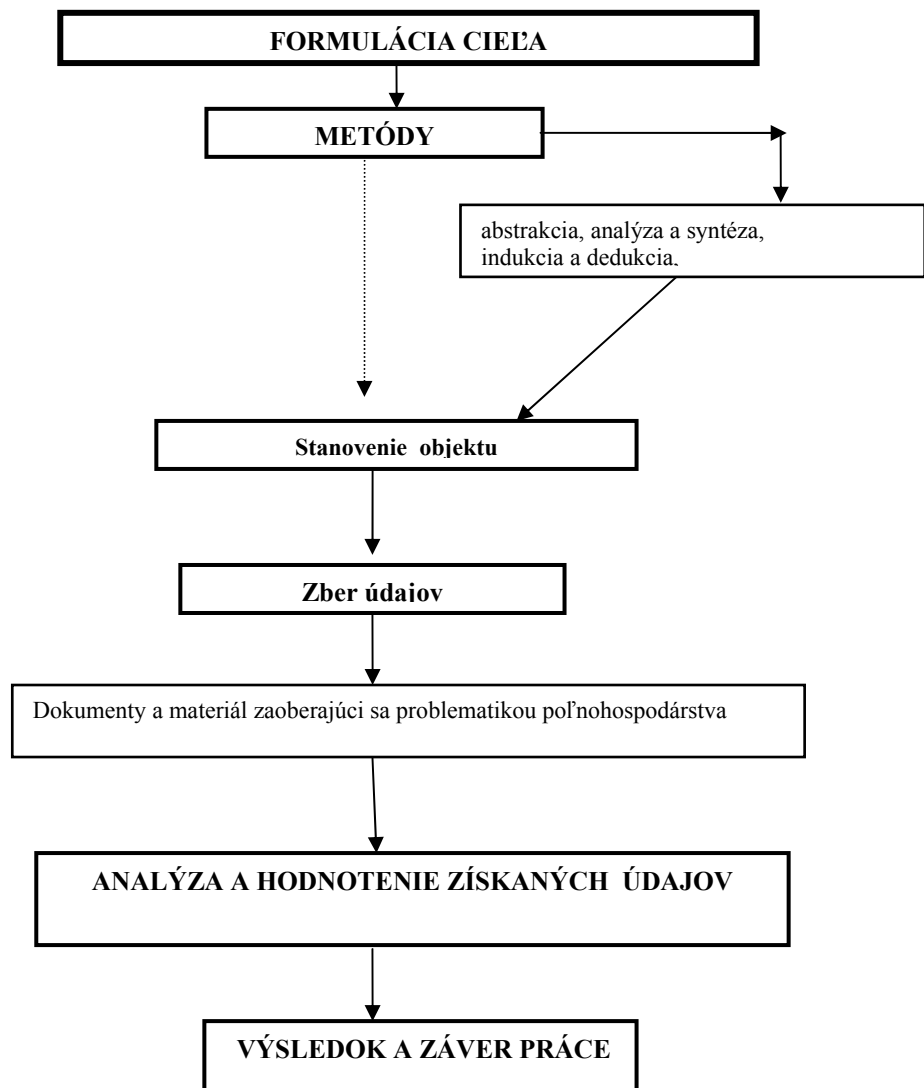 FORMULÁCIA CIEĽA
METÓDY
abstrakcia, analýza a syntéza,
indukcia a dedukcia.
Stanovenie objektu
Zber údajov
Dokumenty a materiál zaoberajúci sa problematikou poľnohospodárstva
ANALÝZA A HODNOTENIE ZÍSKANÝCH ÚDAJOV
VÝSLEDOK A ZÁVER PRÁCE